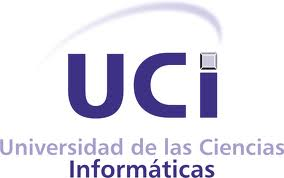 UCi
Universidad de las Ciencias
Informáticas